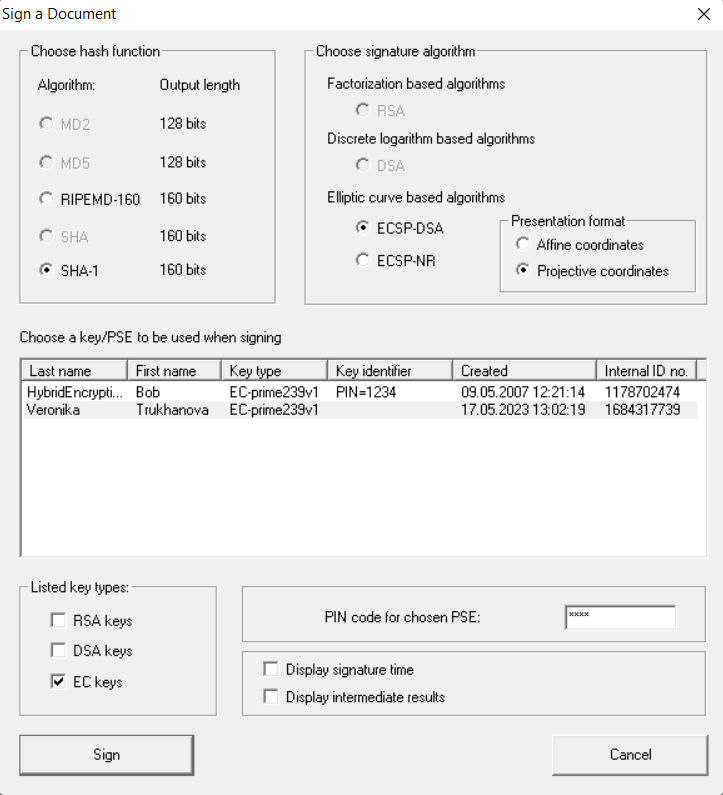 Sign a Document
Choose hash function
Algorithm: Output length
MD2 128 bits
MD5 128 bits
RIPEMD-160 160 bits
SHA 160 bits
SHA-1 160 bits
Choose signature algorithm
Factorization based algorithms
RSA
Discrete logarithm based algorithms
DSA
Elliptic curve based algorithms
ECSP-DSA
ECSP-NR
Presentation format
Affine coordinates
Projective coordinates
Choose a key/PSE to be used when signing
Last name First name Key type Key identifier Created Internal ID no.
HybridEncrypti... Bob EC-prime239v1 PIN=1234 09.05.2007 12:21:14 1178702474
Veronika Trukhanova EC-prime239v1 17.05.2023 13:02:19 1684317739
Listed key types:
RSA keys
DSA keys
EC keys
PIN code for chosen PSE: ****
Display signature time
Display intermediate results
Sign Cancel